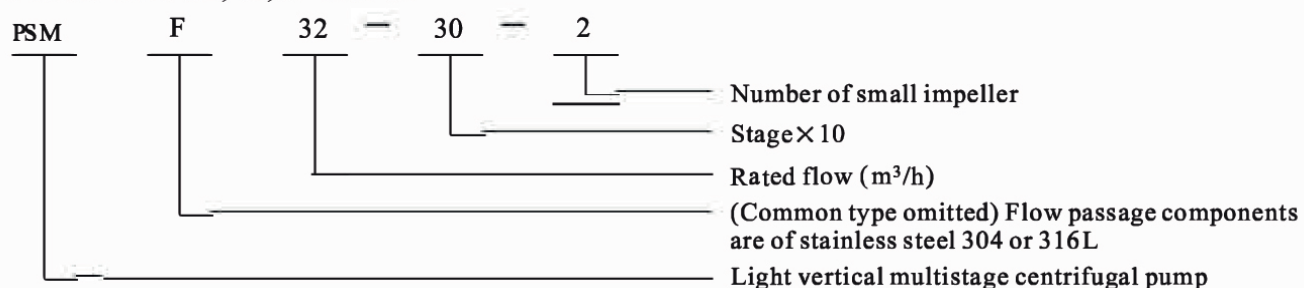 PSM F 32 - 30 - 2
Number of small impeller
Stage×10
Rated flow (m³/h)
(Common type omitted) Flow passage components
are of stainless steel 304 or 316L
Light vertical multistage centrifugal pump